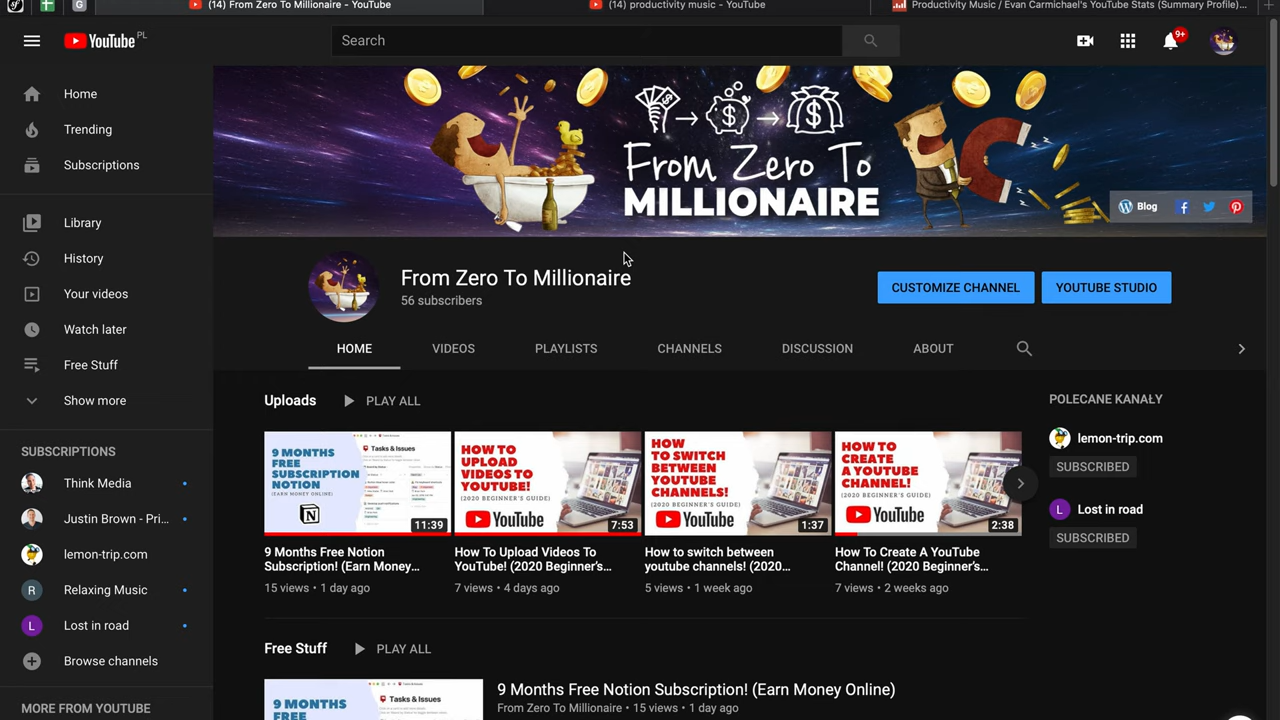 (14) From Zero To Millionaire - YouTube
(14) productivity music - YouTube
Productivity Music / Evan Carmichael's YouTube Stats (Summary Profile)...
YouTube PL
Search
9+
Home
Trending
Subscriptions
Library
History
Your videos
Watch later
Free Stuff
Show more
SUBSCRIPTIONS
Think Media
Justin Brown - Pri...
lemon-trip.com
R Relaxing Music
L Lost in road
Browse channels
MORE FROM YOUTUBE
From Zero To
MILLIONAIRE
Blog
From Zero To Millionaire
56 subscribers
CUSTOMIZE CHANNEL
YOUTUBE STUDIO
HOME
VIDEOS
PLAYLISTS
CHANNELS
DISCUSSION
ABOUT
Uploads
PLAY ALL
9 MONTHS
FREE
SUBSCRIPTION
NOTION
(EARN MONEY ONLINE)
Tasks & Issues
11:39
9 Months Free Notion
Subscription! (Earn Money...
15 views • 1 day ago
HOW TO
UPLOAD
VIDEOS TO
YOUTUBE!
(2020 BEGINNER'S GUIDE)
YouTube
7:53
How To Upload Videos To
YouTube! (2020 Beginner's...
7 views • 4 days ago
HOW
TO SWITCH
BETWEEN
YOUTUBE
CHANNELS!
(2020 BEGINNER'S GUIDE)
YouTube
1:37
How to switch between
youtube channels! (2020...
5 views • 1 week ago
HOW TO
CREATE A
YOUTUBE
CHANNEL!
(2020 BEGINNER'S GUIDE)
YouTube
2:38
How To Create A YouTube
Channel! (2020 Beginner's...
7 views • 2 weeks ago
POLECANE KANAŁY
lemon-trip.com
SUBSCRIBED
L Lost in road
SUBSCRIBED
Free Stuff
PLAY ALL
9 MONTHS
FREE
Tasks & Issues
9 Months Free Notion Subscription! (Earn Money Online)
From Zero To Millionaire • 15 views • 1 day ago